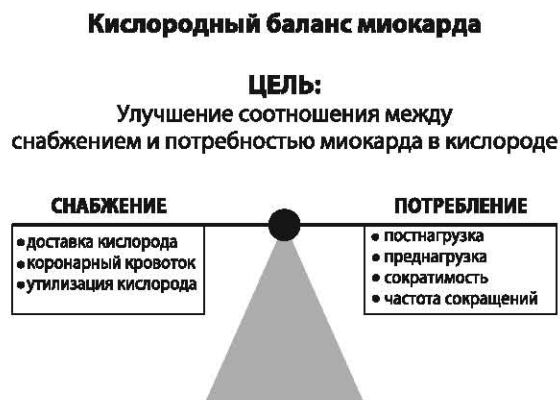 Кислородный баланс миокарда
ЦЕЛЬ:
Улучшение соотношения между
снабжением и потребностью миокарда в кислороде
СНАБЖЕНИЕ
• доставка кислорода
• коронарный кровоток
• утилизация кислорода
ПОТРЕБЛЕНИЕ
• постнагрузка
• преднагрузка
• сократимость
• частота сокращений